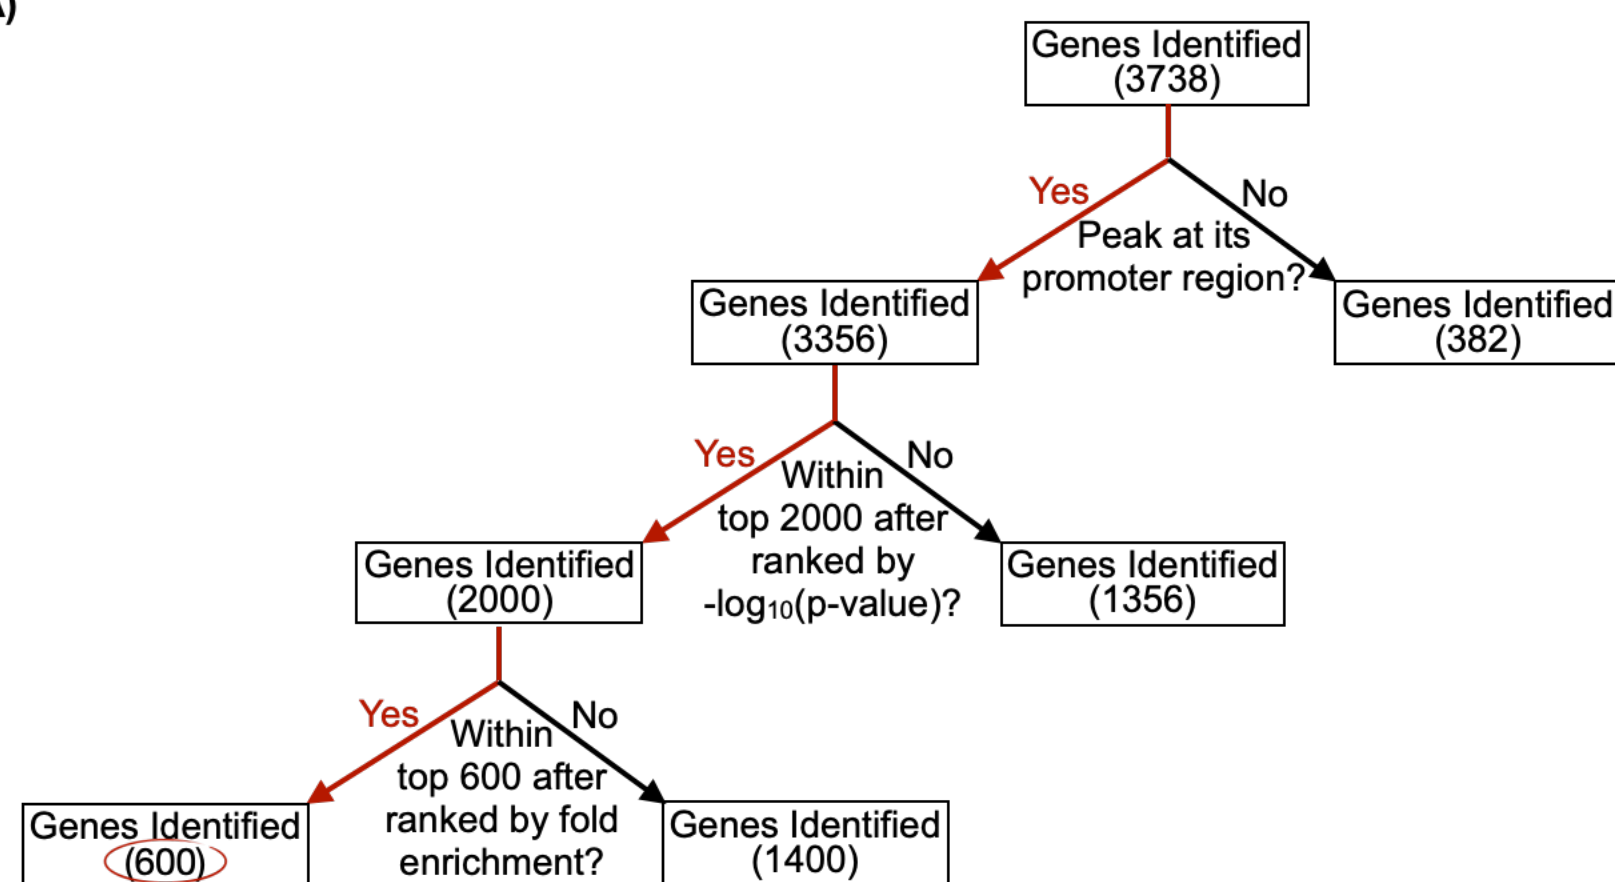 A)
Genes Identified
(3738)
Yes
No
Peak at its
promoter region?
Genes Identified
(3356)
Genes Identified
(382)
Yes
No
Within
top 2000 after
ranked by
-log₁₀(p-value)?
Genes Identified
(2000)
Genes Identified
(1356)
Yes
No
Within
top 600 after
ranked by fold
enrichment?
Genes Identified
(600)
Genes Identified
(1400)